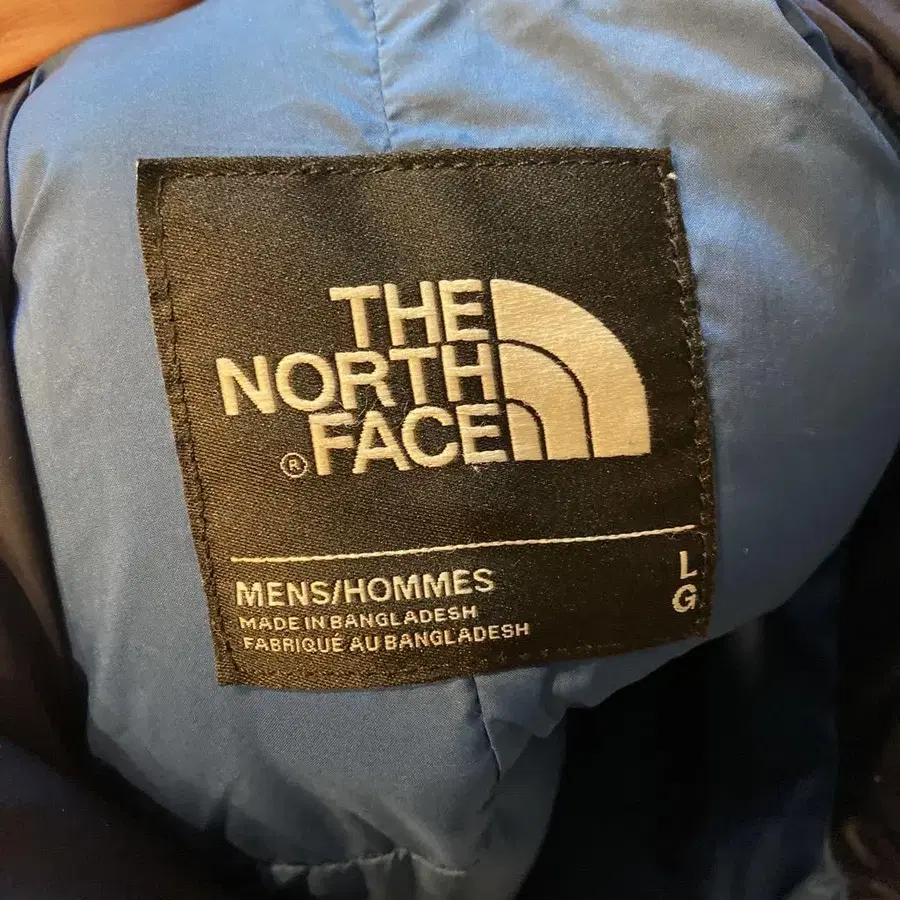 THE
NORTH
® FACE
MENS/HOMMES
MADE IN BANGLADESH
FABRIQUÉ AU BANGLADESH
L
G